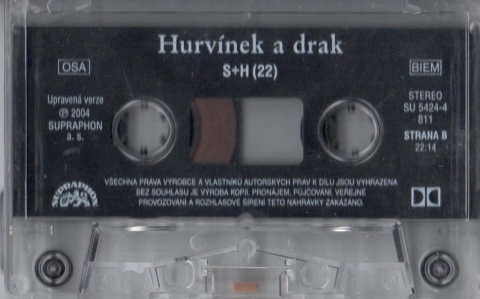 Hurvínek a drak
OSA
S+H (22)
BIEM
Upravená verze
℗ 2004
SUPRAPHON
a. s.
STEREO
SU 5424-4
811
STRANA B
22:14
VŠECHNA PRÁVA VÝROBCE A VLASTNÍKŮ AUTORSKÝCH PRÁV K DÍLU JSOU VYHRAZENA
BEZ SOUHLASU JE VÝROBA KOPIÍ, PRONÁJEM, PŮJČOVÁNÍ, VEŘEJNÉ
PROVOZOVÁNÍ A ROZHLASOVÉ ŠÍŘENÍ TÉTO NAHRÁVKY ZAKÁZÁNO.
SUPRAPHON